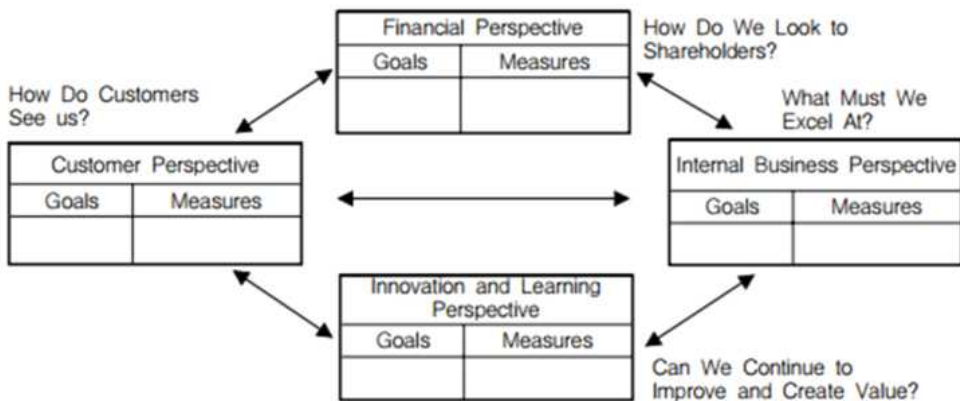 Financial Perspective
Goals Measures
How Do We Look to
Shareholders?
How Do Customers
See us?
What Must We
Excel At?
Customer Perspective
Goals Measures
Internal Business Perspective
Goals Measures
Innovation and Learning
Perspective
Goals Measures
Can We Continue to
Improve and Create Value?